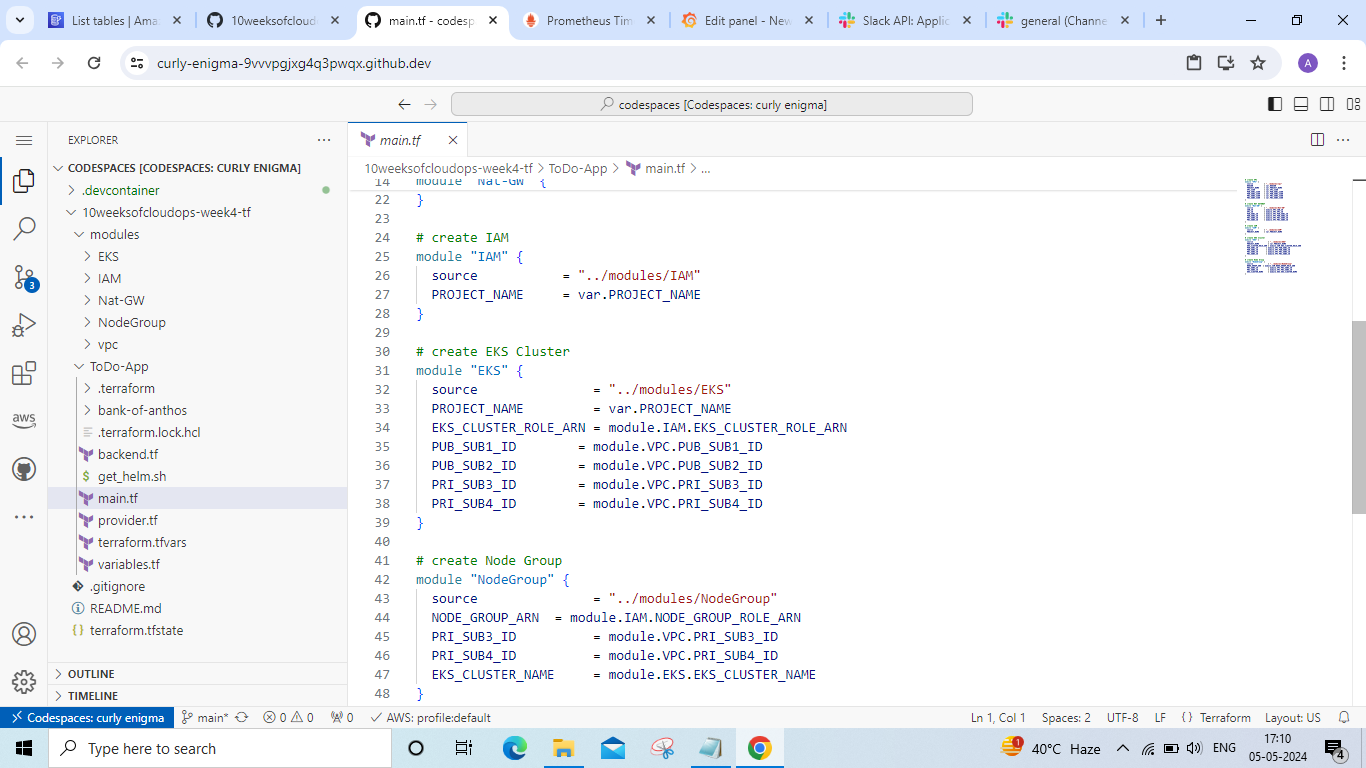 List tables | Ama
10weeksofcloud
main.tf - codesp
Prometheus Tim
Edit panel - New
Slack API: Applic
general (Channe
curly-enigma-9vvvpgjxg4q3pwqx.github.dev
A
codespaces [Codespaces: curly enigma]
EXPLORER
CODESPACES [CODESPACES: CURLY ENIGMA]
.devcontainer
10weeksofcloudops-week4-tf
modules
EKS
IAM
Nat-GW
NodeGroup
vpc
ToDo-App
.terraform
bank-of-anthos
.terraform.lock.hcl
backend.tf
$ get_helm.sh
main.tf
provider.tf
terraform.tfvars
variables.tf
.gitignore
README.md
{} terraform.tfstate
OUTLINE
TIMELINE
3
aws
main.tf
10weeksofcloudops-week4-tf > ToDo-App > main.tf > ...
14 module "Nat-GW" {
22 }
23
24 # create IAM
25 module "IAM" {
26 source = "../modules/IAM"
27 PROJECT_NAME = var.PROJECT_NAME
28 }
29
30 # create EKS Cluster
31 module "EKS" {
32 source = "../modules/EKS"
33 PROJECT_NAME = var.PROJECT_NAME
34 EKS_CLUSTER_ROLE_ARN = module.IAM.EKS_CLUSTER_ROLE_ARN
35 PUB_SUB1_ID = module.VPC.PUB_SUB1_ID
36 PUB_SUB2_ID = module.VPC.PUB_SUB2_ID
37 PRI_SUB3_ID = module.VPC.PRI_SUB3_ID
38 PRI_SUB4_ID = module.VPC.PRI_SUB4_ID
39 }
40
41 # create Node Group
42 module "NodeGroup" {
43 source = "../modules/NodeGroup"
44 NODE_GROUP_ARN = module.IAM.NODE_GROUP_ROLE_ARN
45 PRI_SUB3_ID = module.VPC.PRI_SUB3_ID
46 PRI_SUB4_ID = module.VPC.PRI_SUB4_ID
47 EKS_CLUSTER_NAME = module.EKS.EKS_CLUSTER_NAME
48 }
Codespaces: curly enigma main* 0 0 0 AWS: profile:default Ln 1, Col 1 Spaces: 2 UTF-8 LF {} Terraform Layout: US
Type here to search
1
40°C Haze
ENG
17:10
05-05-2024
4